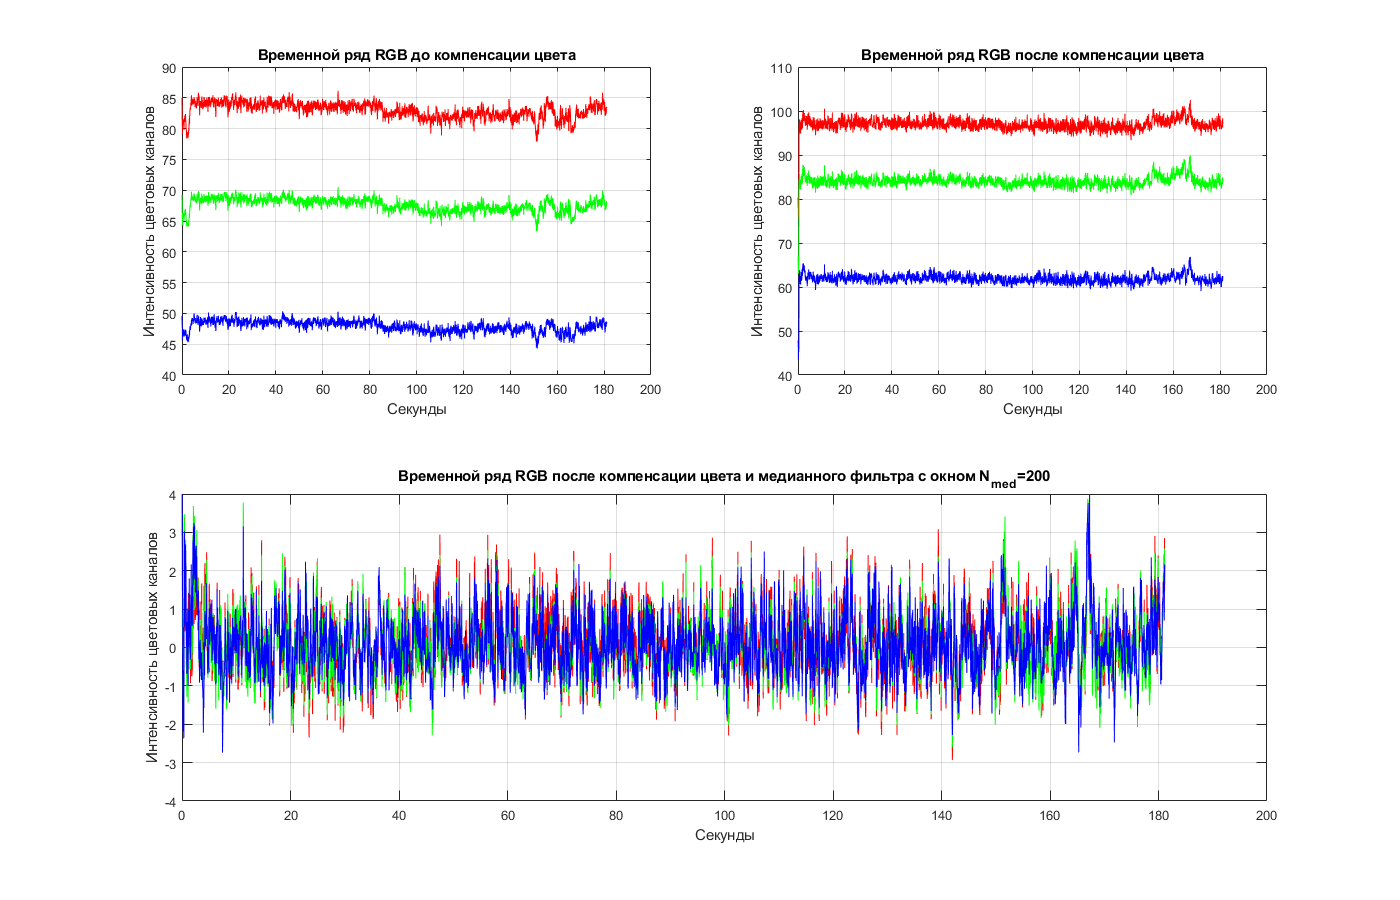 Временной ряд RGB до компенсации цвета
Интенсивность цветовых каналов
90
85
80
75
70
65
60
55
50
45
40
0 20 40 60 80 100 120 140 160 180 200
Секунды
Временной ряд RGB после компенсации цвета
Интенсивность цветовых каналов
110
100
90
80
70
60
50
40
0 20 40 60 80 100 120 140 160 180 200
Секунды
Временной ряд RGB после компенсации цвета и медианного фильтра с окном N_med=200
Интенсивность цветовых каналов
4
3
2
1
0
-1
-2
-3
-4
0 20 40 60 80 100 120 140 160 180 200
Секунды